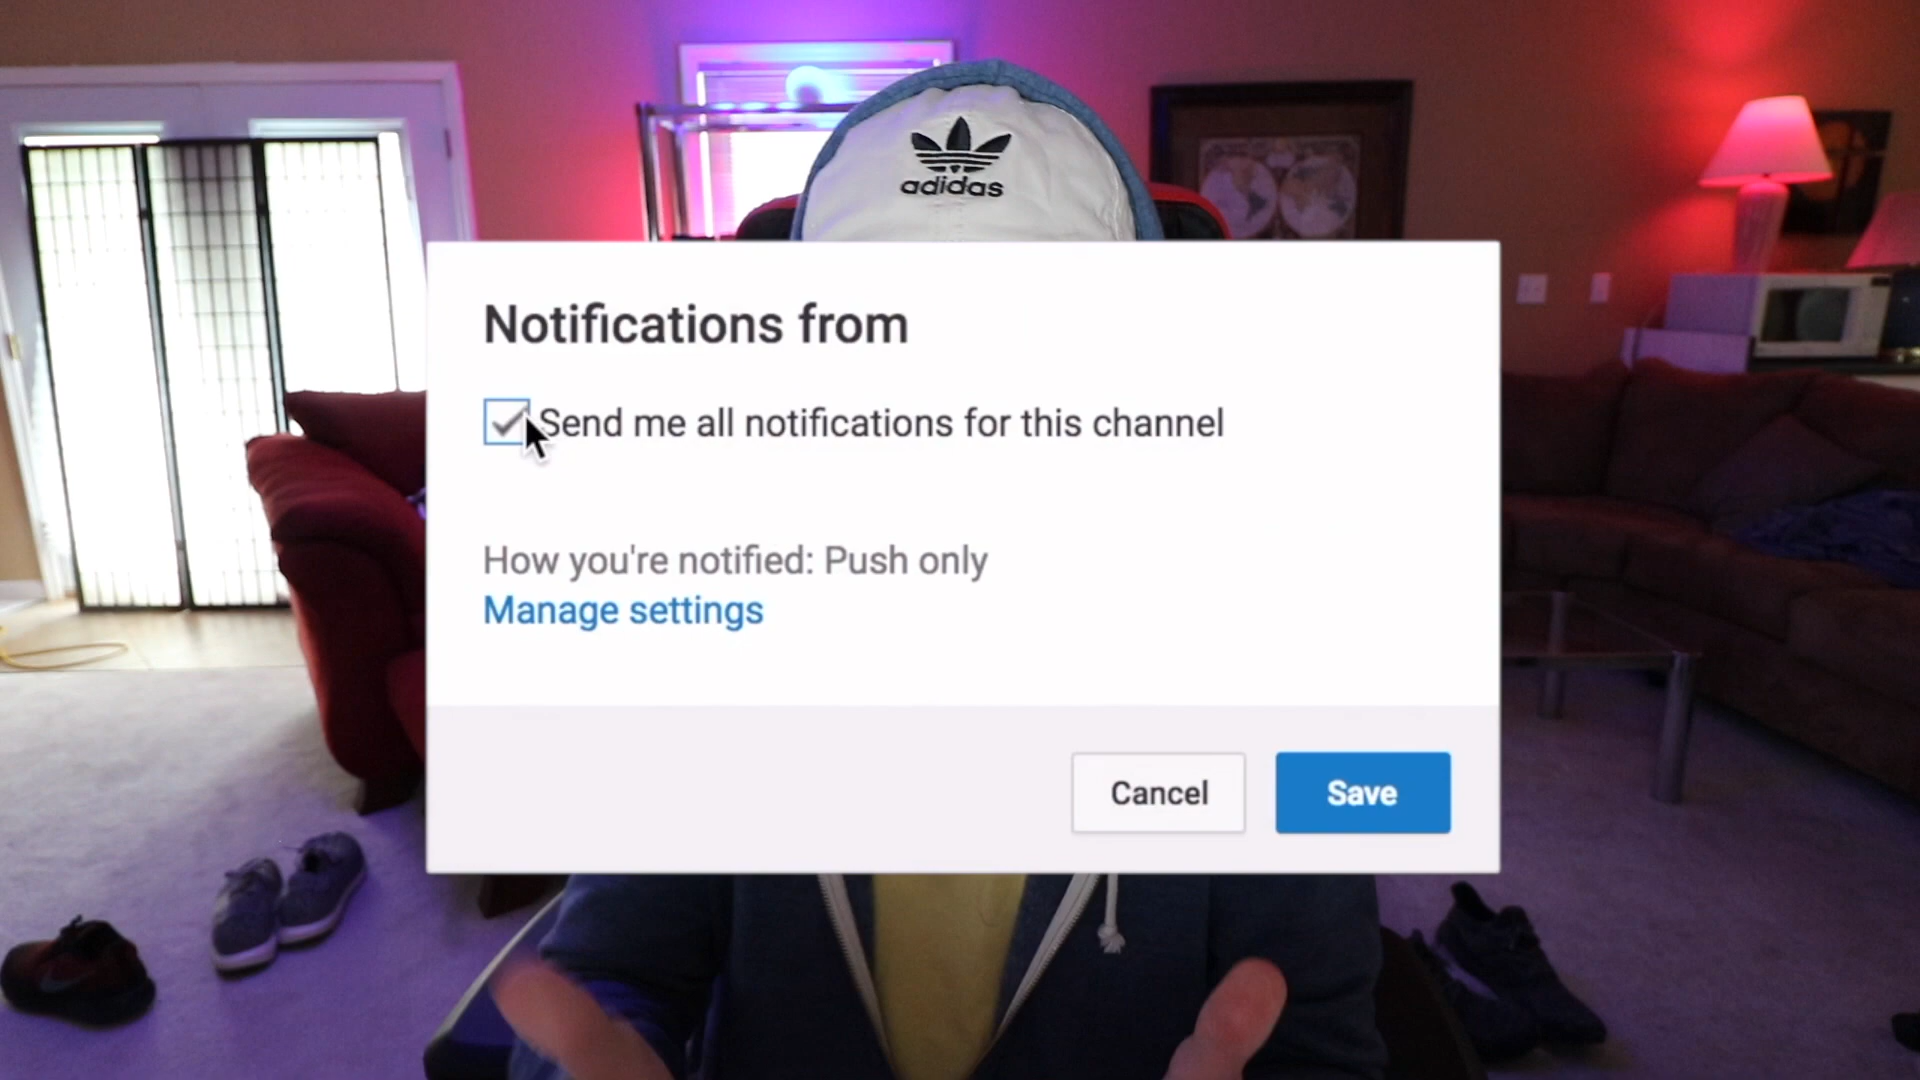 adidas
Notifications from
Send me all notifications for this channel
How you're notified: Push only
Manage settings
Cancel
Save